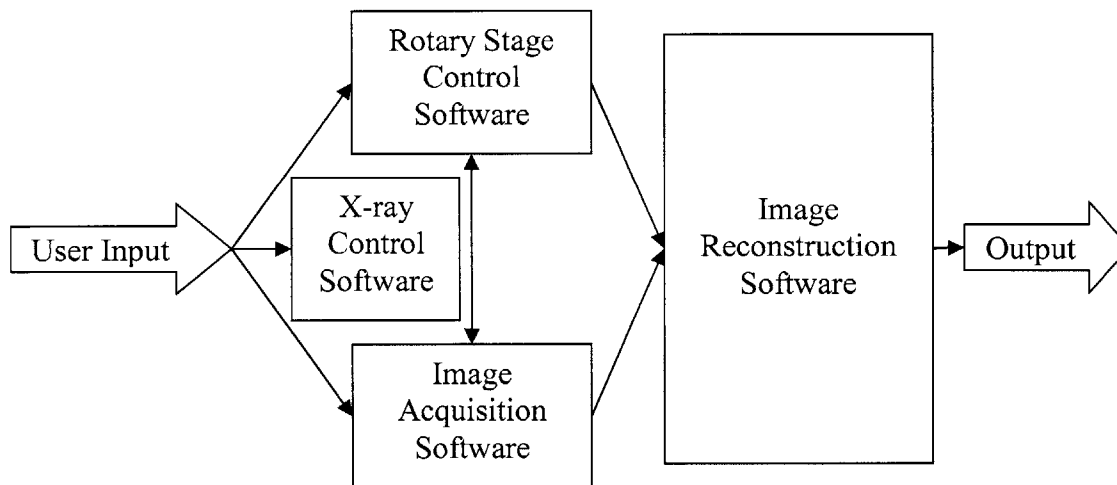 Rotary Stage
Control
Software
User Input
X-ray
Control
Software
Image
Acquisition
Software
Image
Reconstruction
Software
Output